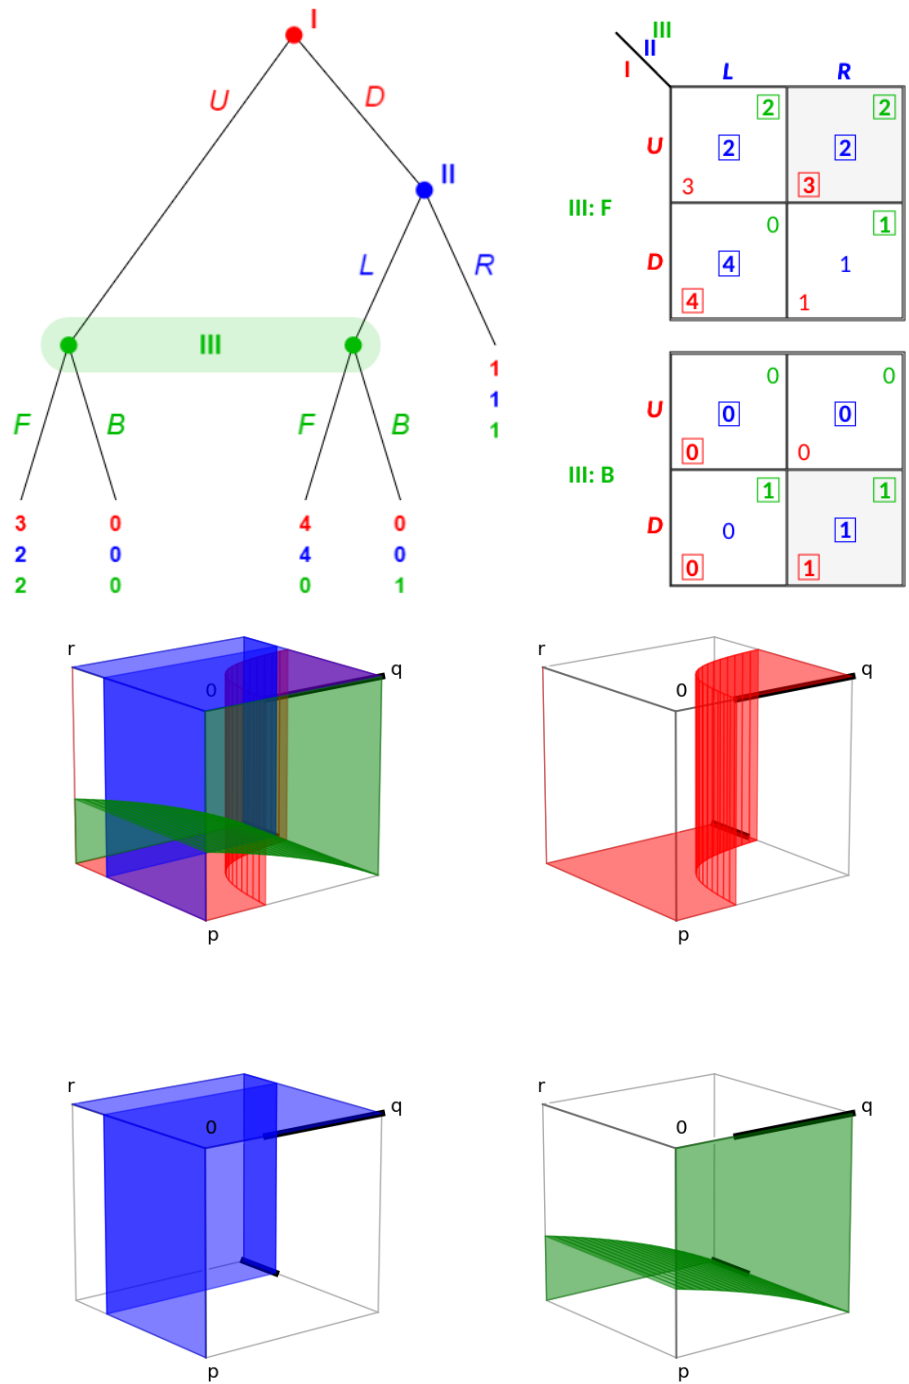 I
U D
II
L R
III
1
1
1
F B F B
3 0 4 0
2 0 4 0
2 0 0 1
III
II
I
L R
III: F
2 2
U 2 2
3 3
0 1
D 4 1
4 1
III: B
0 0
U 0 0
0 0
1 1
D 0 1
0 1
r 0 q
p
r 0 q
p
r 0 q
p
r 0 q
p